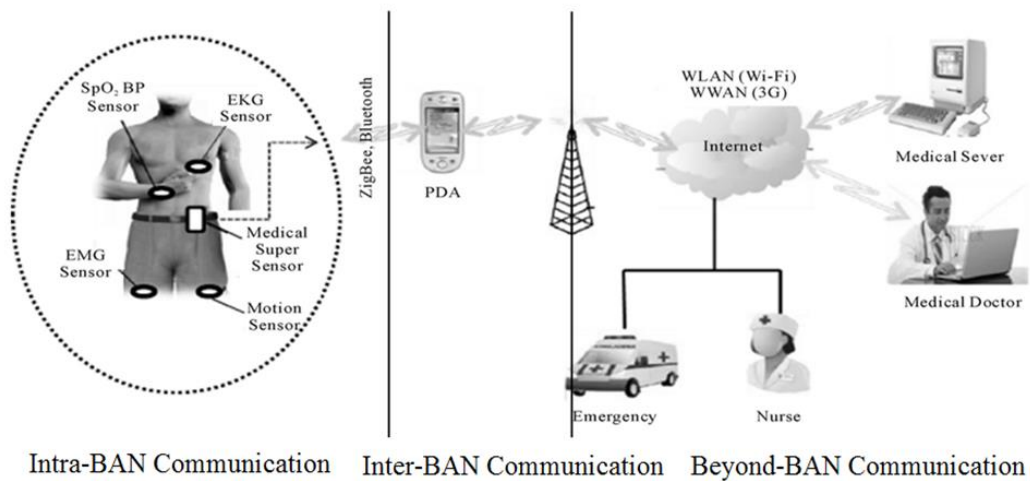 SpO₂ BP
Sensor
EKG
Sensor
Medical
Super
Sensor
EMG
Sensor
Motion
Sensor
ZigBee, Bluetooth
PDA
WLAN (Wi-Fi)
WWAN (3G)
Internet
Medical Sever
Medical Doctor
Emergency
Nurse
Intra-BAN Communication
Inter-BAN Communication
Beyond-BAN Communication